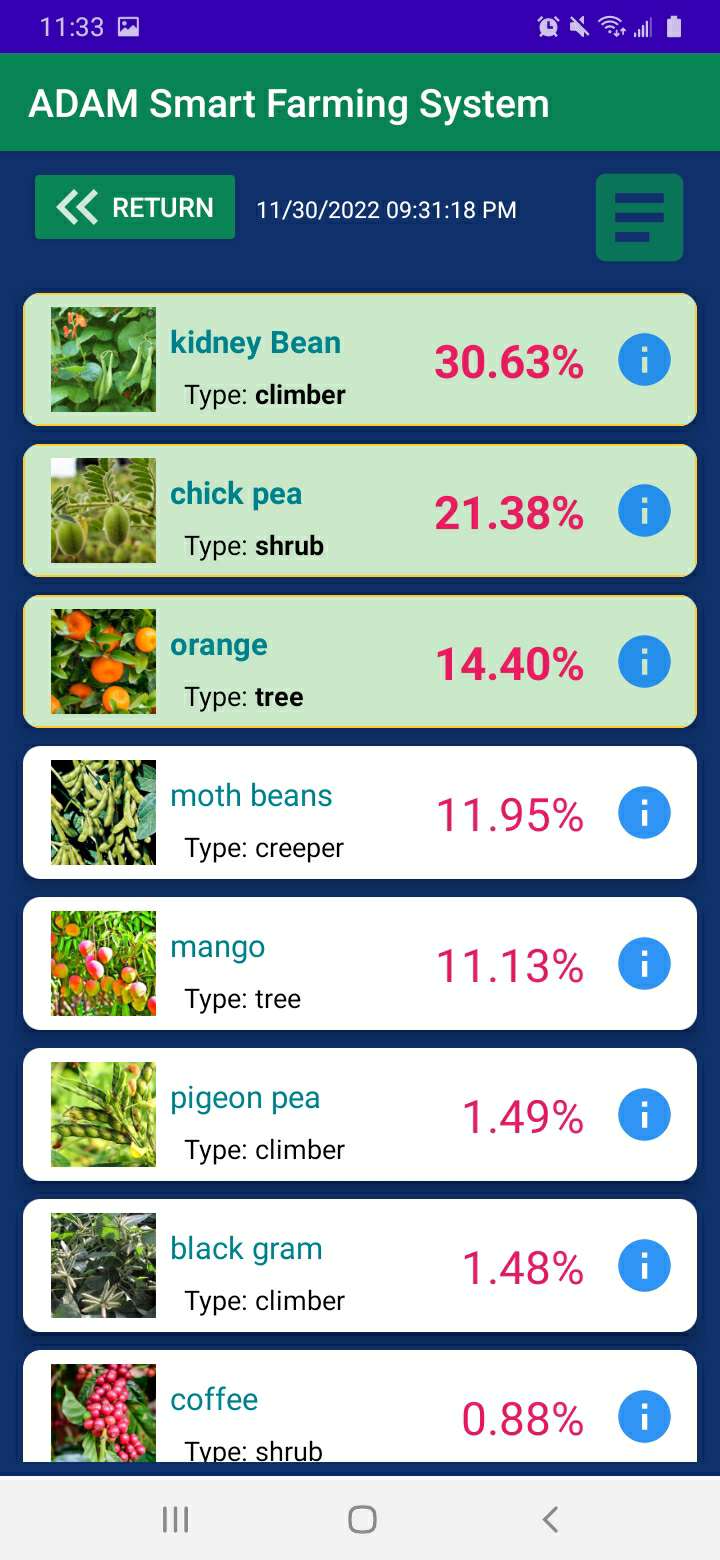 11:33
ADAM Smart Farming System
RETURN 11/30/2022 09:31:18 PM
kidney Bean
30.63%
Type: climber
chick pea
21.38%
Type: shrub
orange
14.40%
Type: tree
moth beans
11.95%
Type: creeper
mango
11.13%
Type: tree
pigeon pea
1.49%
Type: climber
black gram
1.48%
Type: climber
coffee
0.88%
Type: shrub